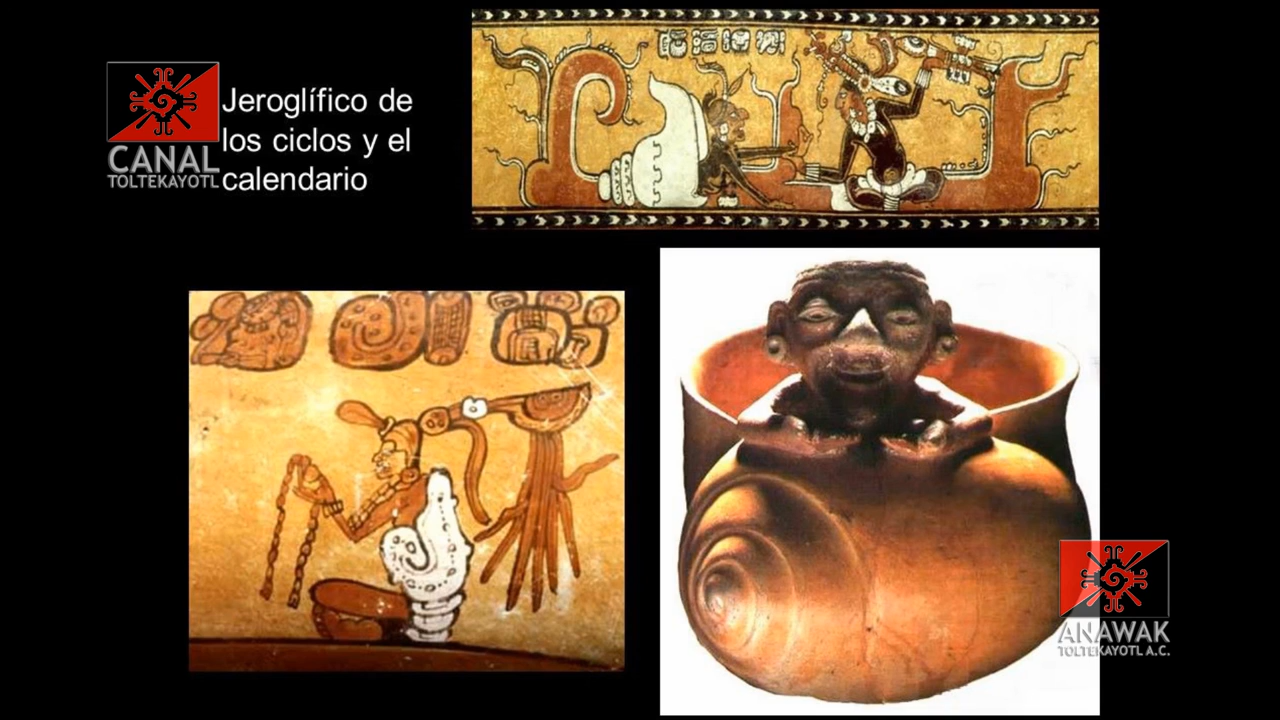 Jeroglífico de
los ciclos y el
calendario
CANAL
TOLTEKAYOTL
ANAWAK
TOLTEKAYOTL A.C.